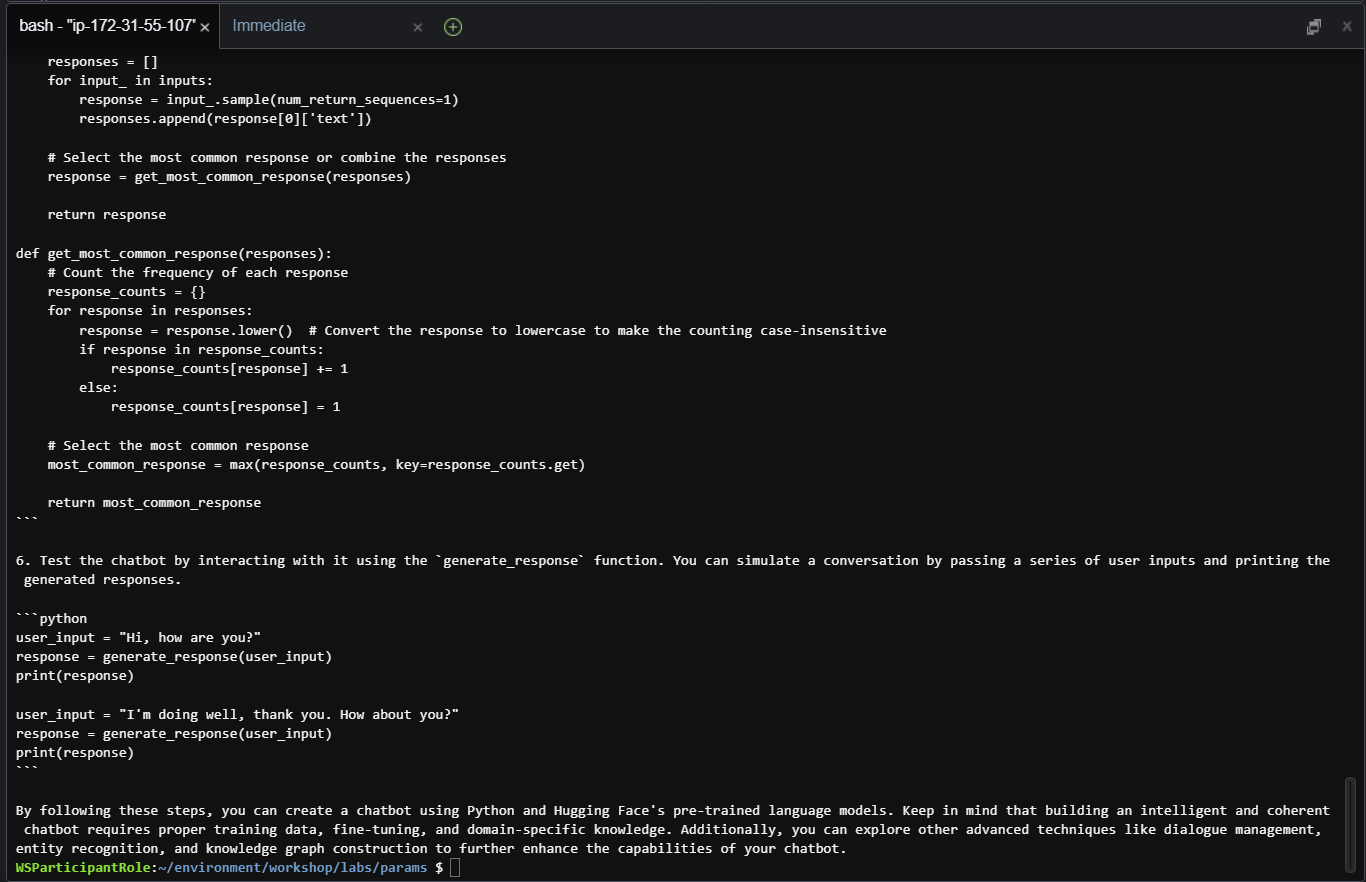 bash - "ip-172-31-55-107" × Immediate ×
    responses = []
    for input_ in inputs:
        response = input_.sample(num_return_sequences=1)
        responses.append(response[0]['text'])

    # Select the most common response or combine the responses
    response = get_most_common_response(responses)

    return response

def get_most_common_response(responses):
    # Count the frequency of each response
    response_counts = {}
    for response in responses:
        response = response.lower()  # Convert the response to lowercase to make the counting case-insensitive
        if response in response_counts:
            response_counts[response] += 1
        else:
            response_counts[response] = 1

    # Select the most common response
    most_common_response = max(response_counts, key=response_counts.get)

    return most_common_response
```

6. Test the chatbot by interacting with it using the `generate_response` function. You can simulate a conversation by passing a series of user inputs and printing the
 generated responses.

```python
user_input = "Hi, how are you?"
response = generate_response(user_input)
print(response)

user_input = "I'm doing well, thank you. How about you?"
response = generate_response(user_input)
print(response)
```

By following these steps, you can create a chatbot using Python and Hugging Face's pre-trained language models. Keep in mind that building an intelligent and coherent
 chatbot requires proper training data, fine-tuning, and domain-specific knowledge. Additionally, you can explore other advanced techniques like dialogue management,
entity recognition, and knowledge graph construction to further enhance the capabilities of your chatbot.
WSParticipantRole:~/environment/workshop/labs/params $